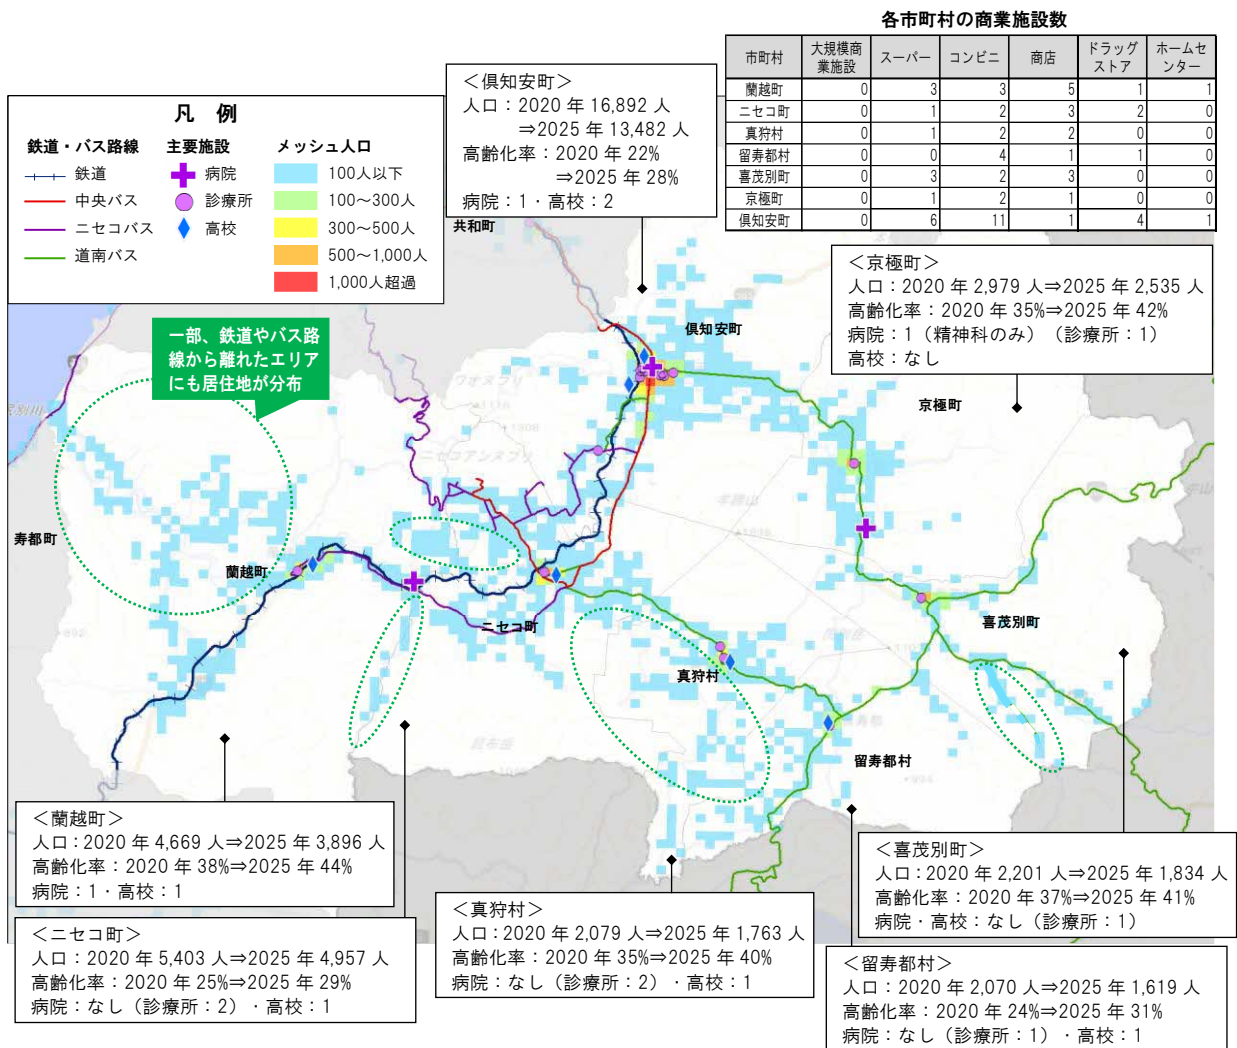 各市町村の商業施設数
市町村 大規模商業施設 スーパー コンビニ 商店 ドラッグストア ホームセンター
蘭越町 0 3 3 5 1 1
ニセコ町 0 1 2 3 2 0
真狩村 0 1 2 2 0 0
留寿都村 0 0 4 1 1 0
喜茂別町 0 3 2 3 0 0
京極町 0 1 2 1 0 0
倶知安町 0 6 11 1 4 1
＜倶知安町＞
人口：2020 年 16,892 人
⇒2025 年 13,482 人
高齢化率：2020 年 22%
⇒2025 年 28%
病院：1・高校：2
凡 例
鉄道・バス路線 主要施設 メッシュ人口
鉄道 病院 100人以下
中央バス 診療所 100～300人
ニセコバス 高校 300～500人
道南バス 500～1,000人
1,000人超過
共和町
＜京極町＞
人口：2020 年 2,979 人⇒2025 年 2,535 人
高齢化率：2020 年 35%⇒2025 年 42%
病院：1（精神科のみ）（診療所：1）
高校：なし
一部、鉄道やバス路
線から離れたエリア
にも居住地が分布
倶知安町
京極町
ニセコアンヌプリ
寿都町
蘭越町
ニセコ町
喜茂別町
真狩村
留寿都村
＜蘭越町＞
人口：2020 年 4,669 人⇒2025 年 3,896 人
高齢化率：2020 年 38%⇒2025 年 44%
病院：1・高校：1
＜ニセコ町＞
人口：2020 年 5,403 人⇒2025 年 4,957 人
高齢化率：2020 年 25%⇒2025 年 29%
病院：なし（診療所：2）・高校：1
＜真狩村＞
人口：2020 年 2,079 人⇒2025 年 1,763 人
高齢化率：2020 年 35%⇒2025 年 40%
病院：なし（診療所：2）・高校：1
＜喜茂別町＞
人口：2020 年 2,201 人⇒2025 年 1,834 人
高齢化率：2020 年 37%⇒2025 年 41%
病院・高校：なし（診療所：1）
＜留寿都村＞
人口：2020 年 2,070 人⇒2025 年 1,619 人
高齢化率：2020 年 24%⇒2025 年 31%
病院：なし（診療所：1）・高校：1